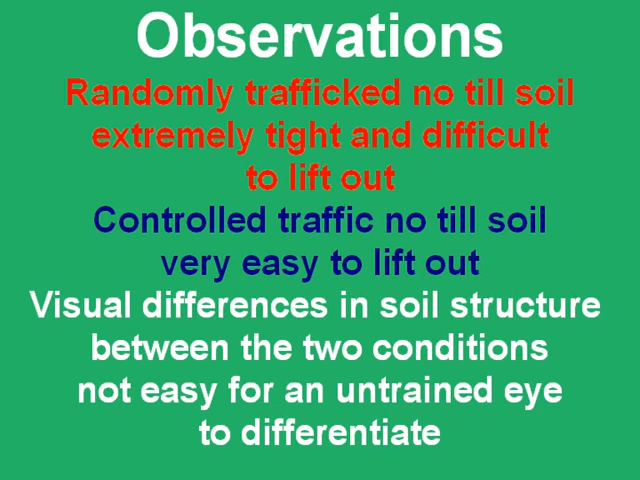 Observations
Randomly trafficked no till soil
extremely tight and difficult
to lift out
Controlled traffic no till soil
very easy to lift out
Visual differences in soil structure
between the two conditions
not easy for an untrained eye
to differentiate